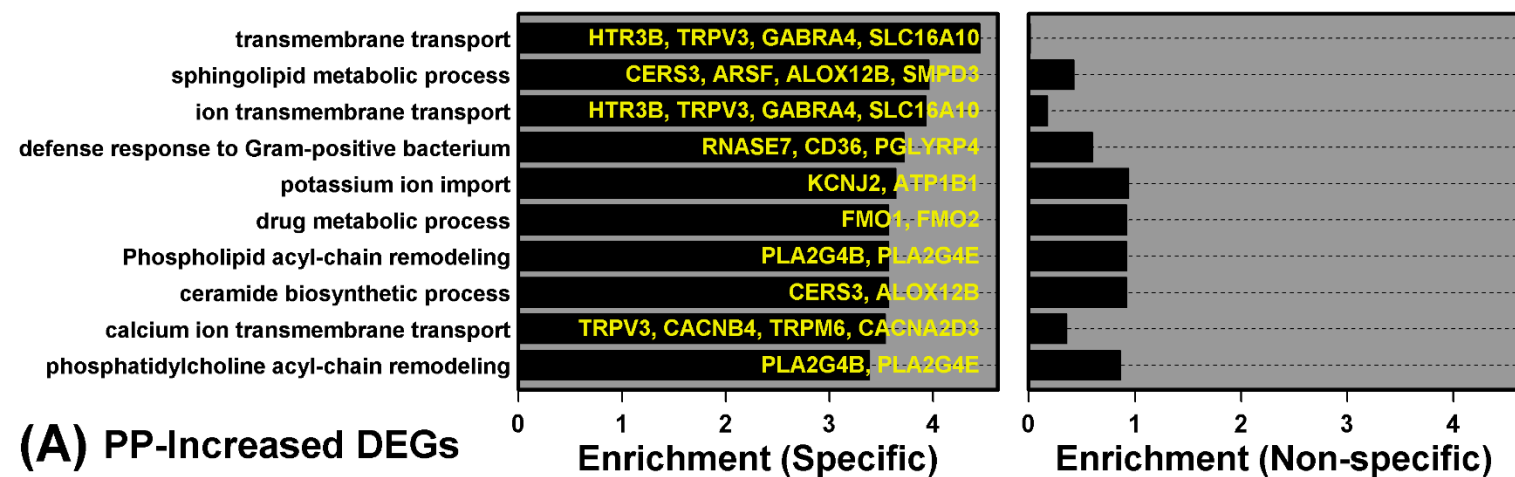 transmembrane transport HTR3B, TRPV3, GABRA4, SLC16A10
sphingolipid metabolic process CERS3, ARSF, ALOX12B, SMPD3
ion transmembrane transport HTR3B, TRPV3, GABRA4, SLC16A10
defense response to Gram-positive bacterium RNASE7, CD36, PGLYRP4
potassium ion import KCNJ2, ATP1B1
drug metabolic process FMO1, FMO2
Phospholipid acyl-chain remodeling PLA2G4B, PLA2G4E
ceramide biosynthetic process CERS3, ALOX12B
calcium ion transmembrane transport TRPV3, CACNB4, TRPM6, CACNA2D3
phosphatidylcholine acyl-chain remodeling PLA2G4B, PLA2G4E
0 1 2 3 4 0 1 2 3 4
(A) PP-Increased DEGs Enrichment (Specific) Enrichment (Non-specific)